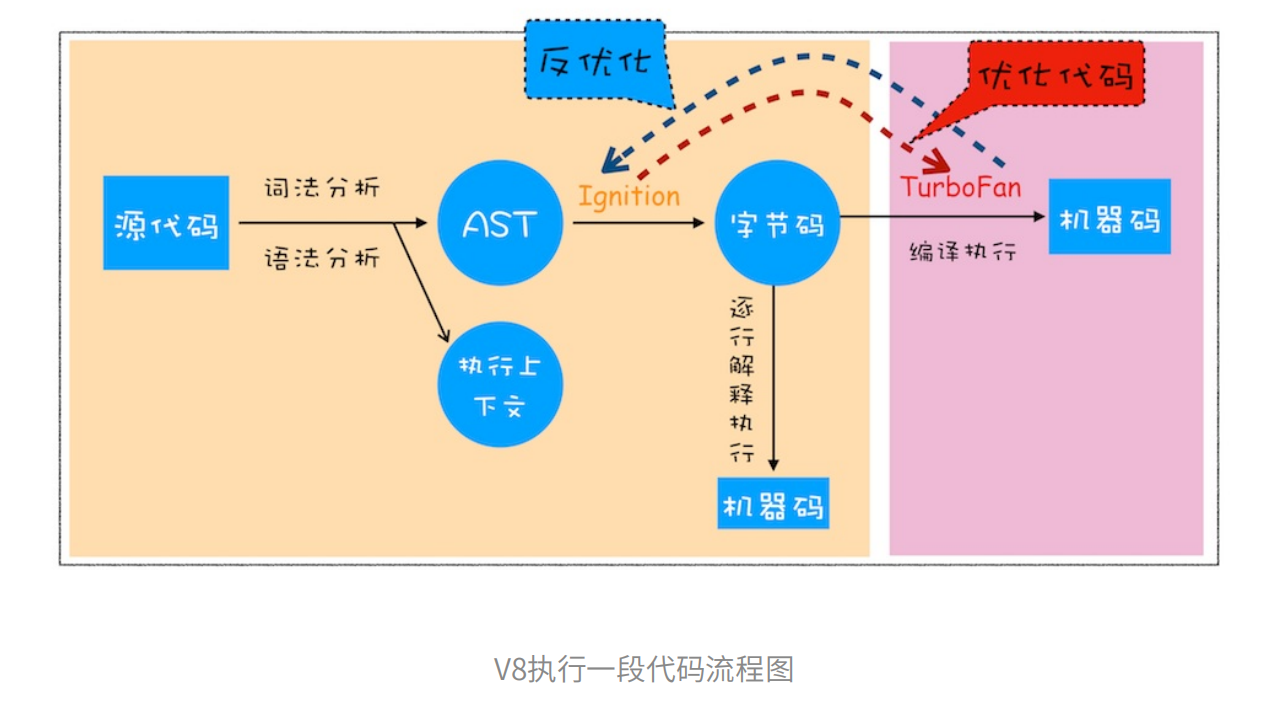 反优化
优化代码
源代码
词法分析
语法分析
AST
Ignition
字节码
TurboFan
编译执行
机器码
执行上
下文
逐
行
解
释
执
行
机器码
V8执行一段代码流程图